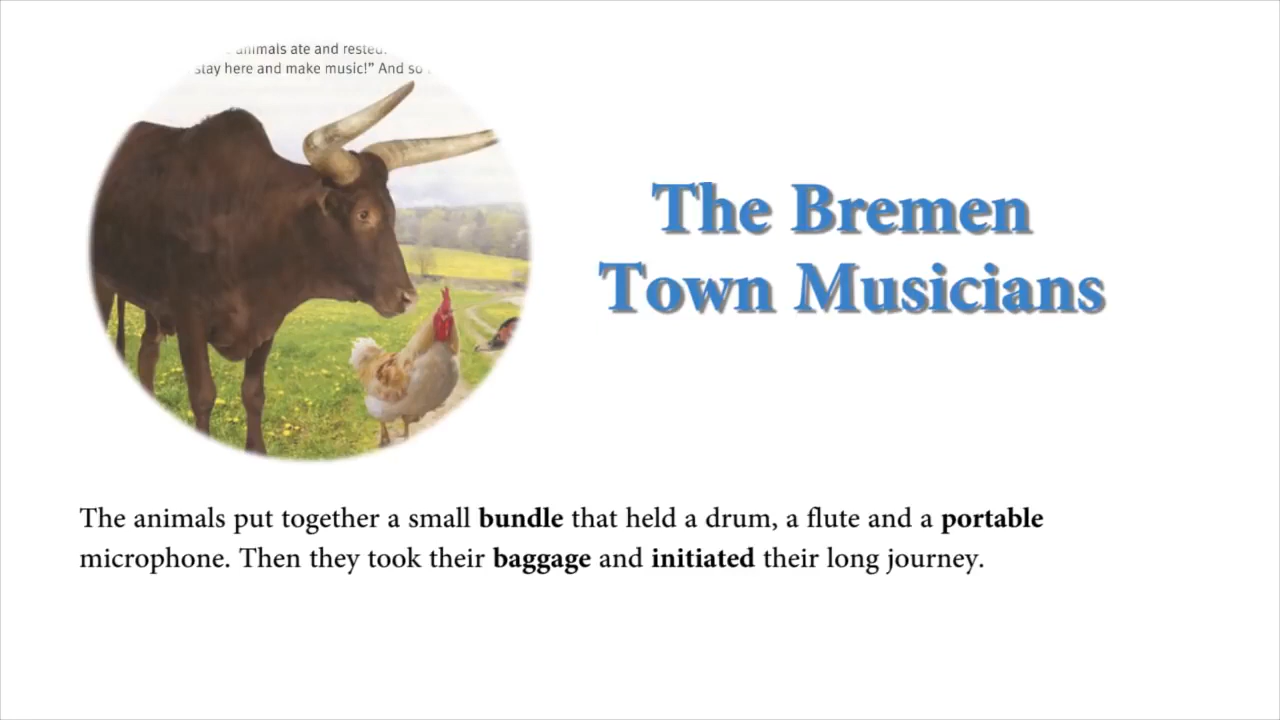 animals ate and rested.
stay here and make music!” And so
The Bremen
Town Musicians
The animals put together a small bundle that held a drum, a flute and a portable
microphone. Then they took their baggage and initiated their long journey.